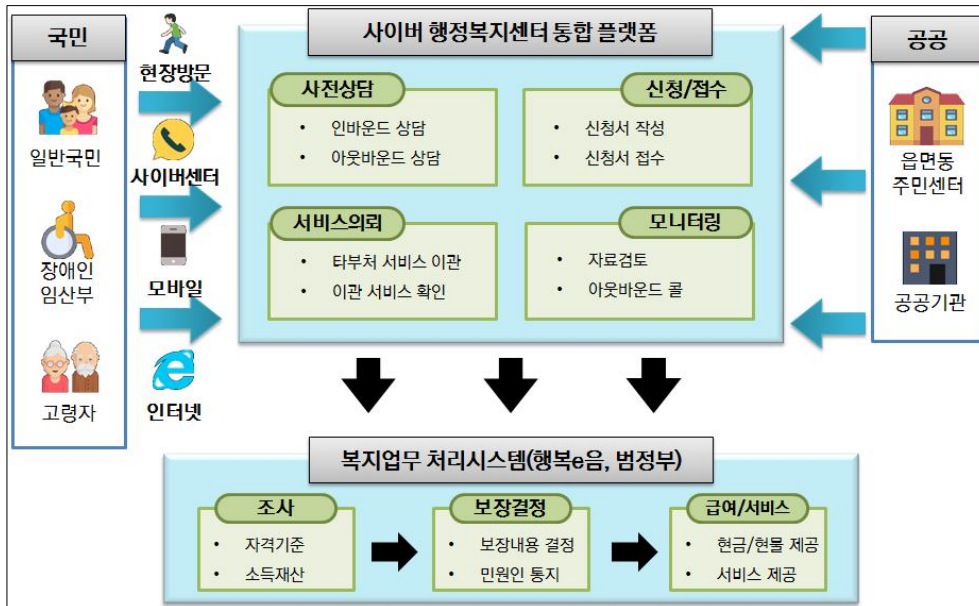 국민
일반국민
장애인
임산부
고령자
현장방문
사이버센터
모바일
인터넷
사이버 행정복지센터 통합 플랫폼
사전상담
• 인바운드 상담
• 아웃바운드 상담
신청/접수
• 신청서 작성
• 신청서 접수
서비스의뢰
• 타부처 서비스 이관
• 이관 서비스 확인
모니터링
• 자료검토
• 아웃바운드 콜
공공
읍면동
주민센터
공공기관
복지업무 처리시스템(행복e음, 범정부)
조사
• 자격기준
• 소득재산
보장결정
• 보장내용 결정
• 민원인 통지
급여/서비스
• 현금/현물 제공
• 서비스 제공